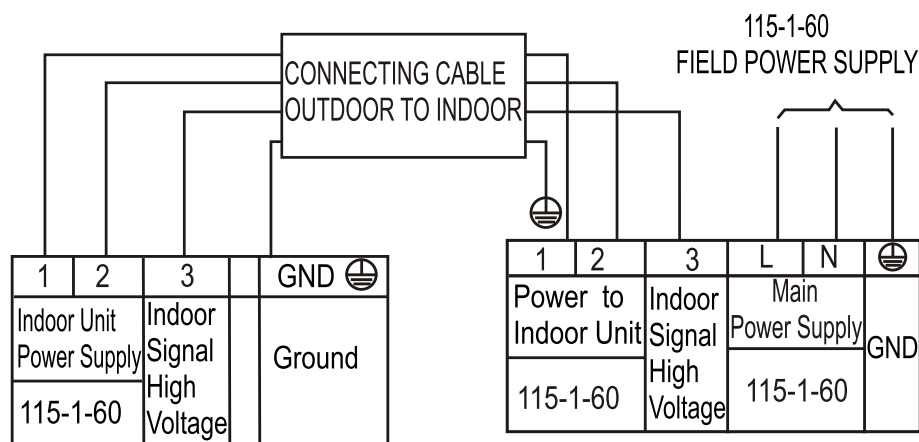 115-1-60
FIELD POWER SUPPLY
CONNECTING CABLE
OUTDOOR TO INDOOR
1 2 3 GND
Indoor Unit
Power Supply
115-1-60
Indoor
Signal
High
Voltage
Ground
1 2 3 L N
Power to
Indoor Unit
115-1-60
Indoor
Signal
High
Voltage
Main
Power Supply
115-1-60
GND